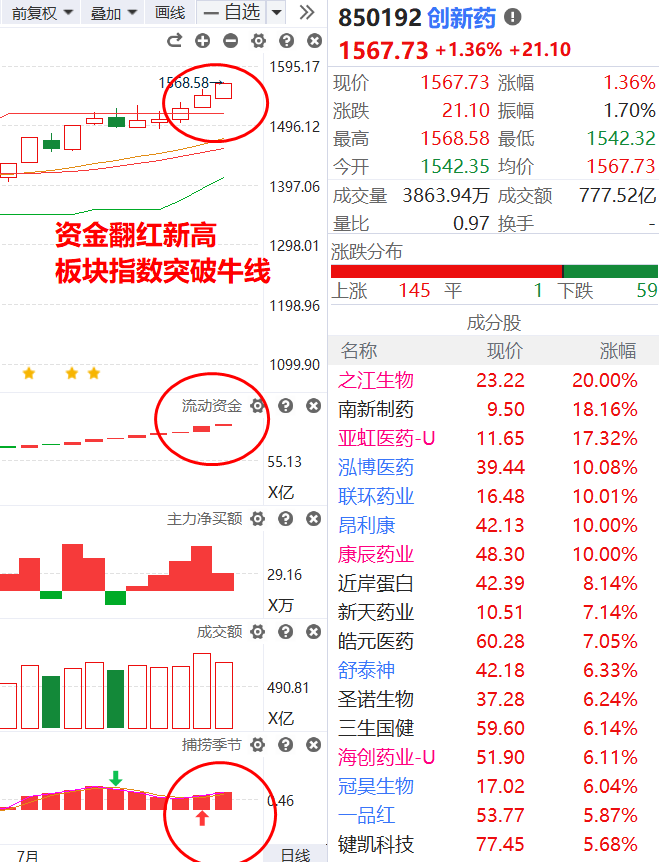 前复权 叠加 画线 一 自选
1568.58→
1595.17
1496.12
1397.06
资金翻红新高
板块指数突破牛线
1298.01
1198.96
1099.90
流动资金
55.13
X亿
主力净买额
29.16
X万
成交额
490.81
X亿
捕捞季节
0.46
7月 日线
850192 创新药
1567.73 +1.36% +21.10
现价 1567.73 涨幅 1.36%
涨跌 21.10 振幅 1.70%
最高 1568.58 最低 1542.32
今开 1542.35 均价 1567.73
成交量 3863.94万 成交额 777.52亿
量比 0.97 换手 -
涨跌分布
上涨 145 平 1 下跌 59
成分股
名称 现价 涨幅
之江生物 23.22 20.00%
南新制药 9.50 18.16%
亚虹医药-U 11.65 17.32%
泓博医药 39.44 10.08%
联环药业 16.48 10.01%
昂利康 42.13 10.00%
康辰药业 48.30 10.00%
近岸蛋白 42.39 8.14%
新天药业 10.51 7.14%
皓元医药 60.28 7.05%
舒泰神 42.18 6.33%
圣诺生物 37.28 6.24%
三生国健 59.60 6.14%
海创药业-U 51.90 6.11%
冠昊生物 17.02 6.04%
一品红 53.77 5.87%
键凯科技 77.45 5.68%